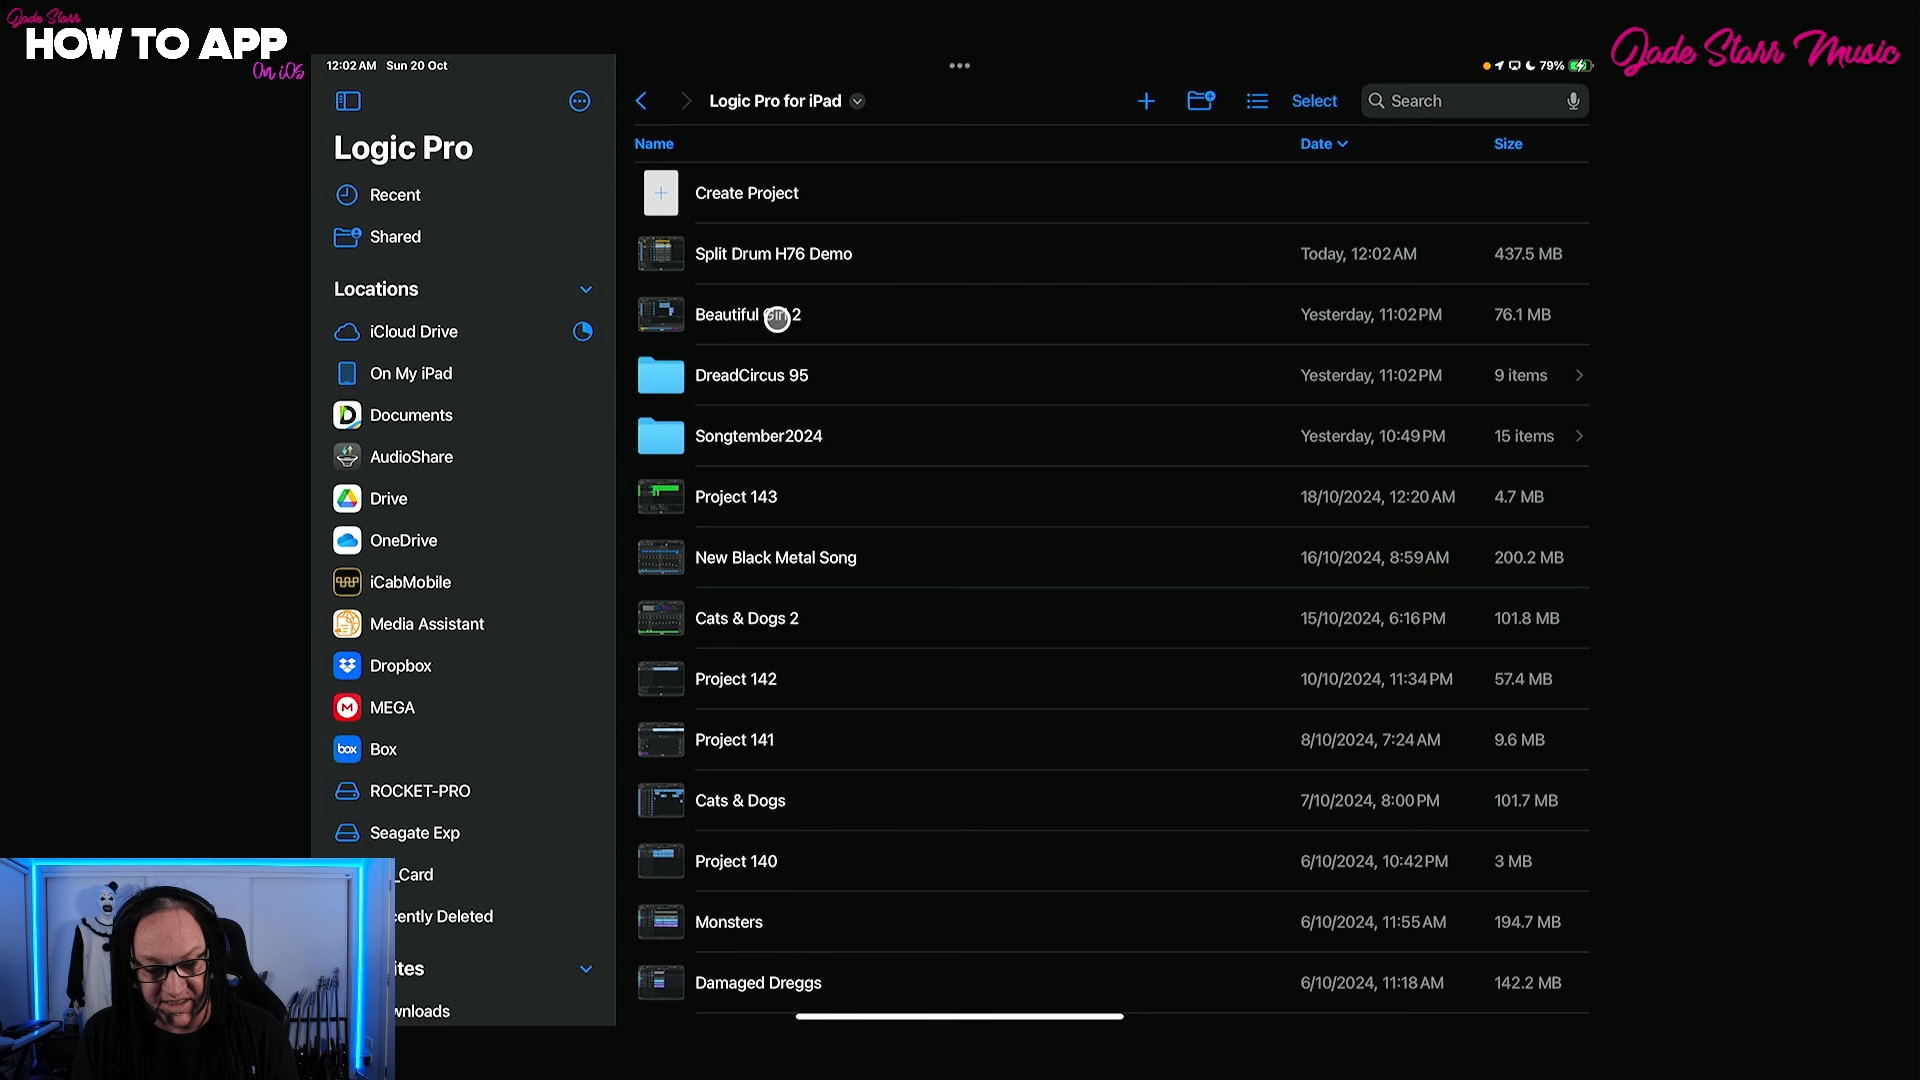 Jade Starr
HOW TO APP
On iOS
Jade Starr Music
12:02 AM Sun 20 Oct
79%
Logic Pro
Recent
Shared
Locations
iCloud Drive
On My iPad
Documents
AudioShare
Drive
OneDrive
iCabMobile
Media Assistant
Dropbox
MEGA
box Box
ROCKET-PRO
Seagate Exp
_Card
cently Deleted
ites
wnloads
Logic Pro for iPad
Select
Search
Name Date Size
Create Project
Split Drum H76 Demo Today, 12:02 AM 437.5 MB
Beautiful Girl 2 Yesterday, 11:02 PM 76.1 MB
DreadCircus 95 Yesterday, 11:02 PM 9 items
Songtember2024 Yesterday, 10:49 PM 15 items
Project 143 18/10/2024, 12:20 AM 4.7 MB
New Black Metal Song 16/10/2024, 8:59 AM 200.2 MB
Cats & Dogs 2 15/10/2024, 6:16 PM 101.8 MB
Project 142 10/10/2024, 11:34 PM 57.4 MB
Project 141 8/10/2024, 7:24 AM 9.6 MB
Cats & Dogs 7/10/2024, 8:00 PM 101.7 MB
Project 140 6/10/2024, 10:42 PM 3 MB
Monsters 6/10/2024, 11:55 AM 194.7 MB
Damaged Dreggs 6/10/2024, 11:18 AM 142.2 MB